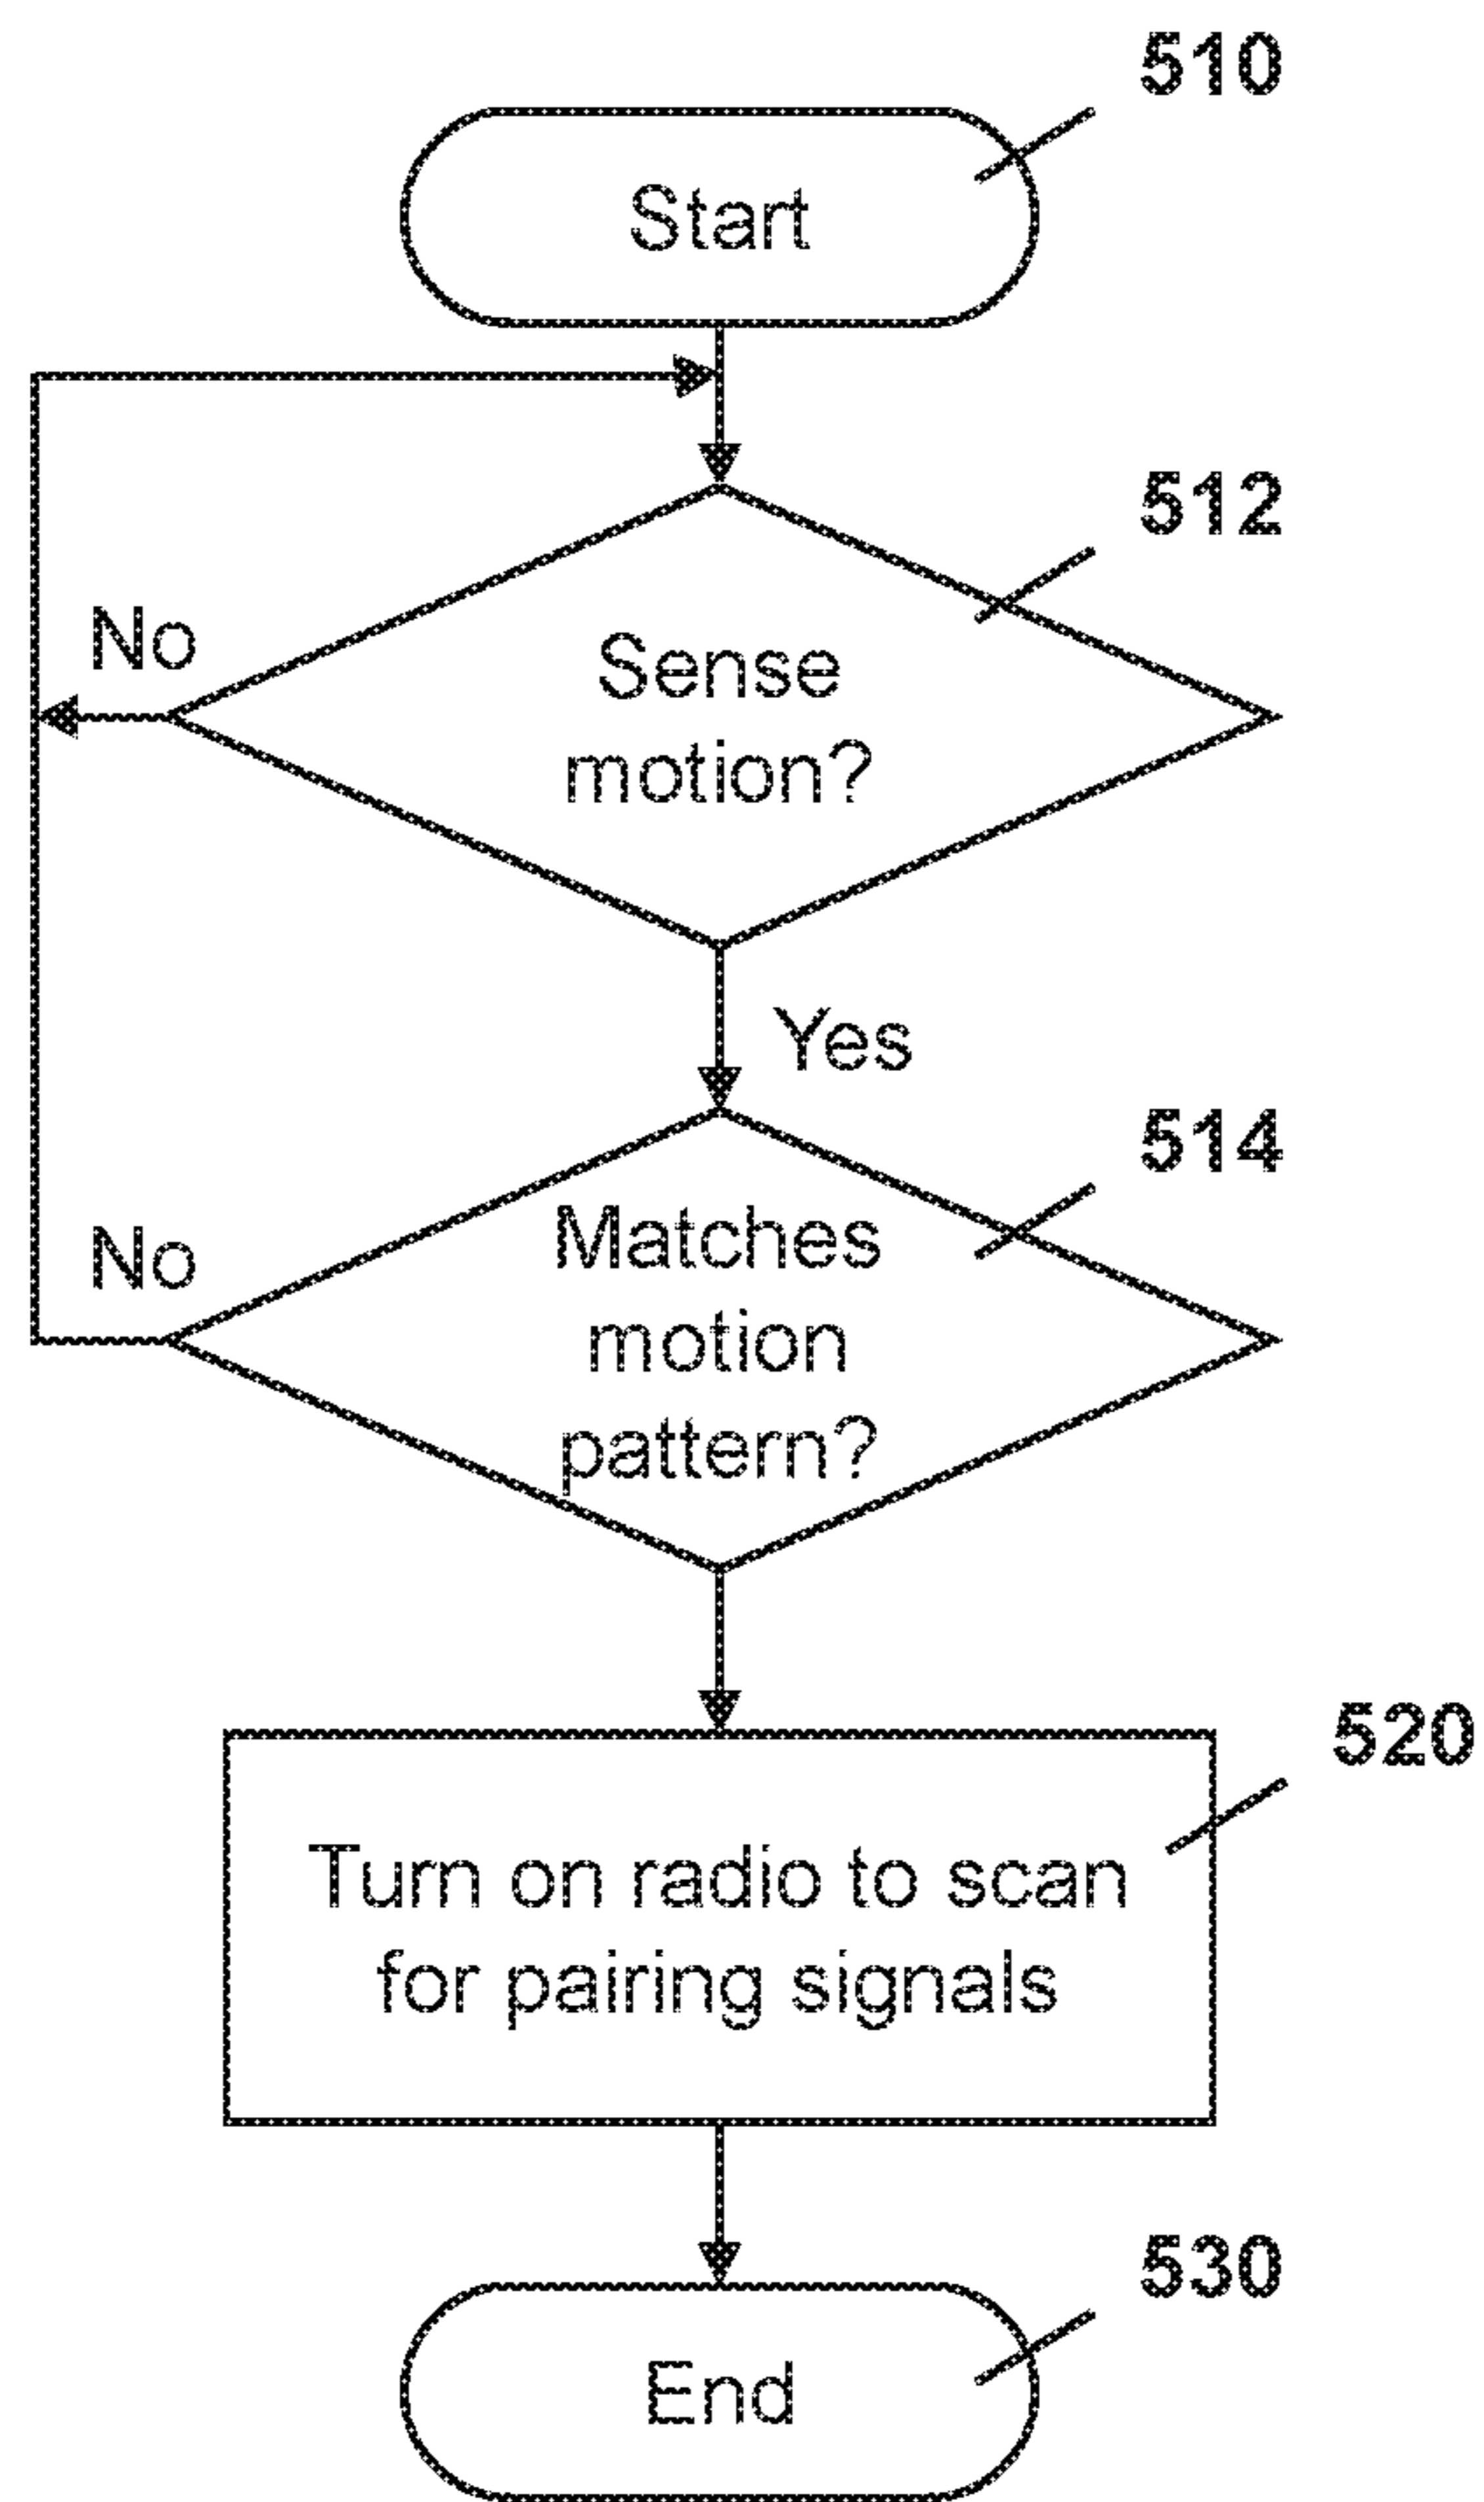 510
Start
512
No
Sense
motion?
Yes
514
No
Matches
motion
pattern?
520
Turn on radio to scan
for pairing signals
530
End